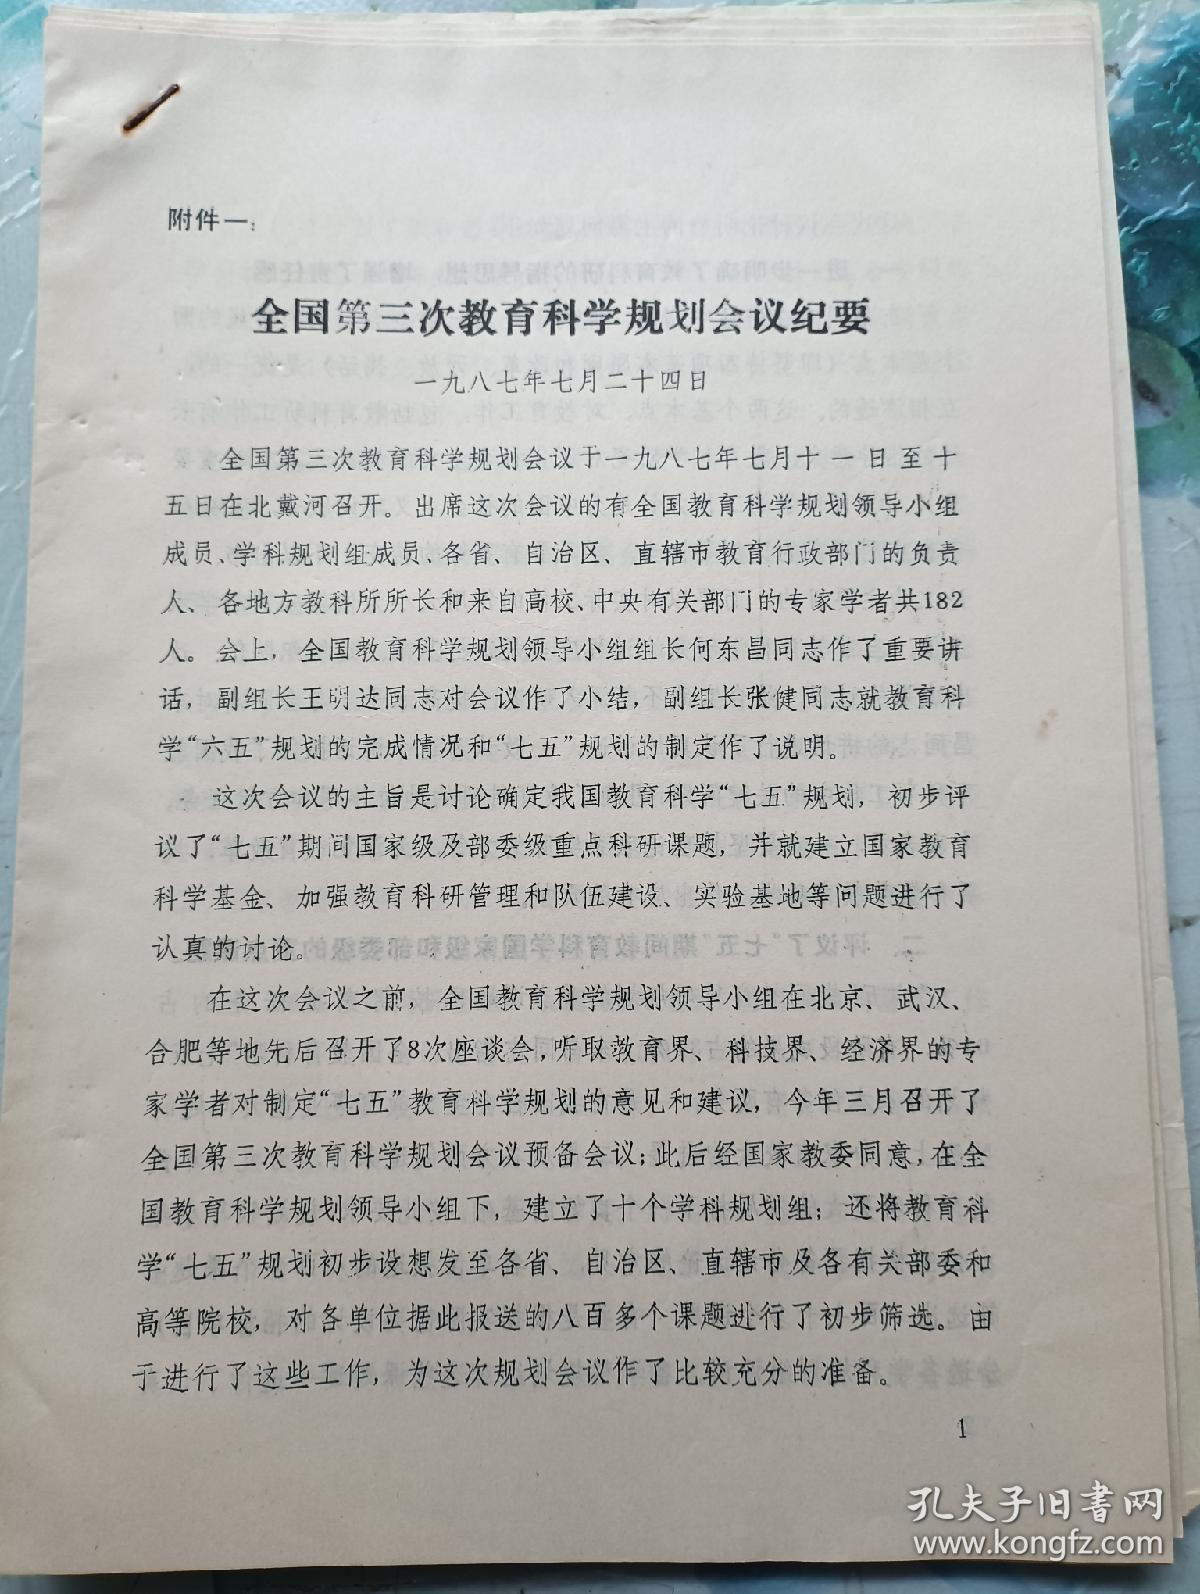 附件一：
全国第三次教育科学规划会议纪要
一九八七年七月二十四日
全国第三次教育科学规划会议于一九八七年七月十一日至十
五日在北戴河召开。出席这次会议的有全国教育科学规划领导小组
成员、学科规划组成员、各省、自治区、直辖市教育行政部门的负责
人、各地方教科所所长和来自高校、中央有关部门的专家学者共182
人。会上，全国教育科学规划领导小组组长何东昌同志作了重要讲
话，副组长王明达同志对会议作了小结，副组长张健同志就教育科
学“六五”规划的完成情况和“七五”规划的制定作了说明。
这次会议的主旨是讨论确定我国教育科学“七五”规划，初步评
议了“七五”期间国家级及部委级重点科研课题，并就建立国家教育
科学基金、加强教育科研管理和队伍建设、实验基地等问题进行了
认真的讨论。
在这次会议之前，全国教育科学规划领导小组在北京、武汉、
合肥等地先后召开了8次座谈会，听取教育界、科技界、经济界的专
家学者对制定“七五”教育科学规划的意见和建议，今年三月召开了
全国第三次教育科学规划会议预备会议；此后经国家教委同意，在全
国教育科学规划领导小组下，建立了十个学科规划组；还将教育科
学“七五”规划初步设想发至各省、自治区、直辖市及各有关部委和
高等院校，对各单位据此报送的八百多个课题进行了初步筛选。由
于进行了这些工作，为这次规划会议作了比较充分的准备。
1
孔夫子旧书网
www.kongfz.com